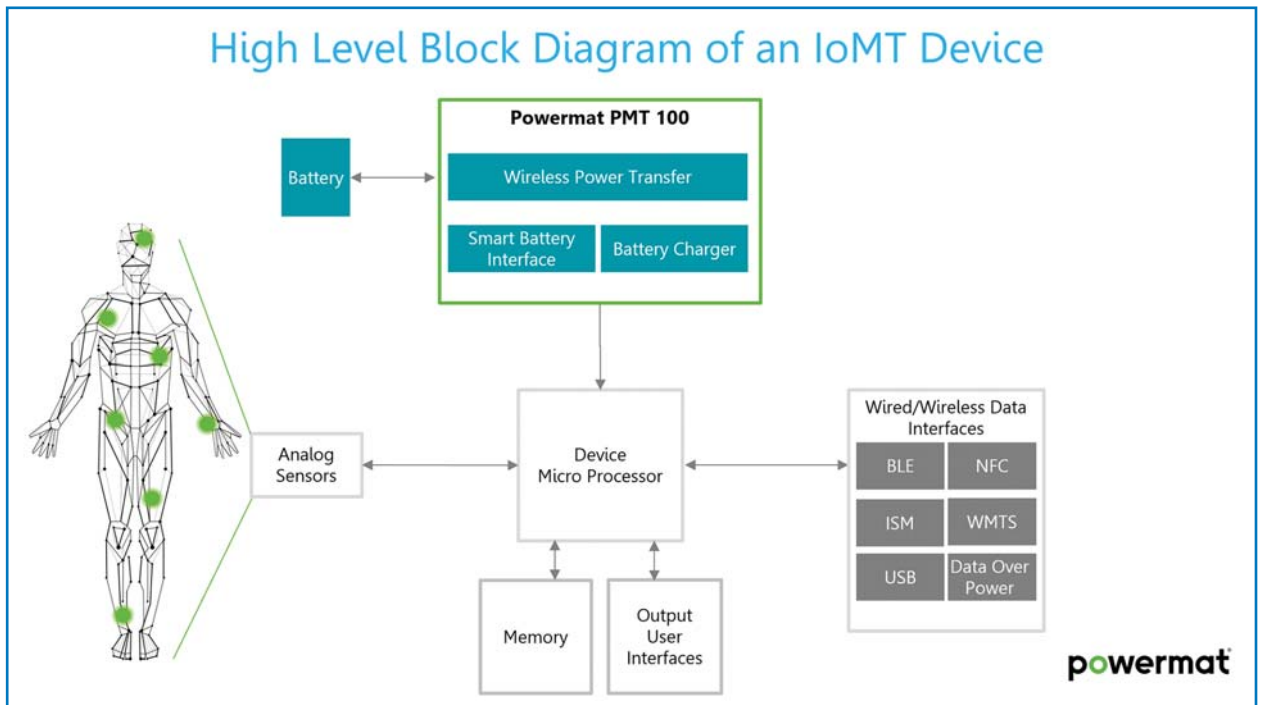 High Level Block Diagram of an IoMT Device
Powermat PMT 100
Battery
Wireless Power Transfer
Smart Battery
Interface
Battery Charger
Analog
Sensors
Device
Micro Processor
Wired/Wireless Data
Interfaces
BLE
NFC
ISM
WMTS
USB
Data Over
Power
Memory
Output
User
Interfaces
powermat